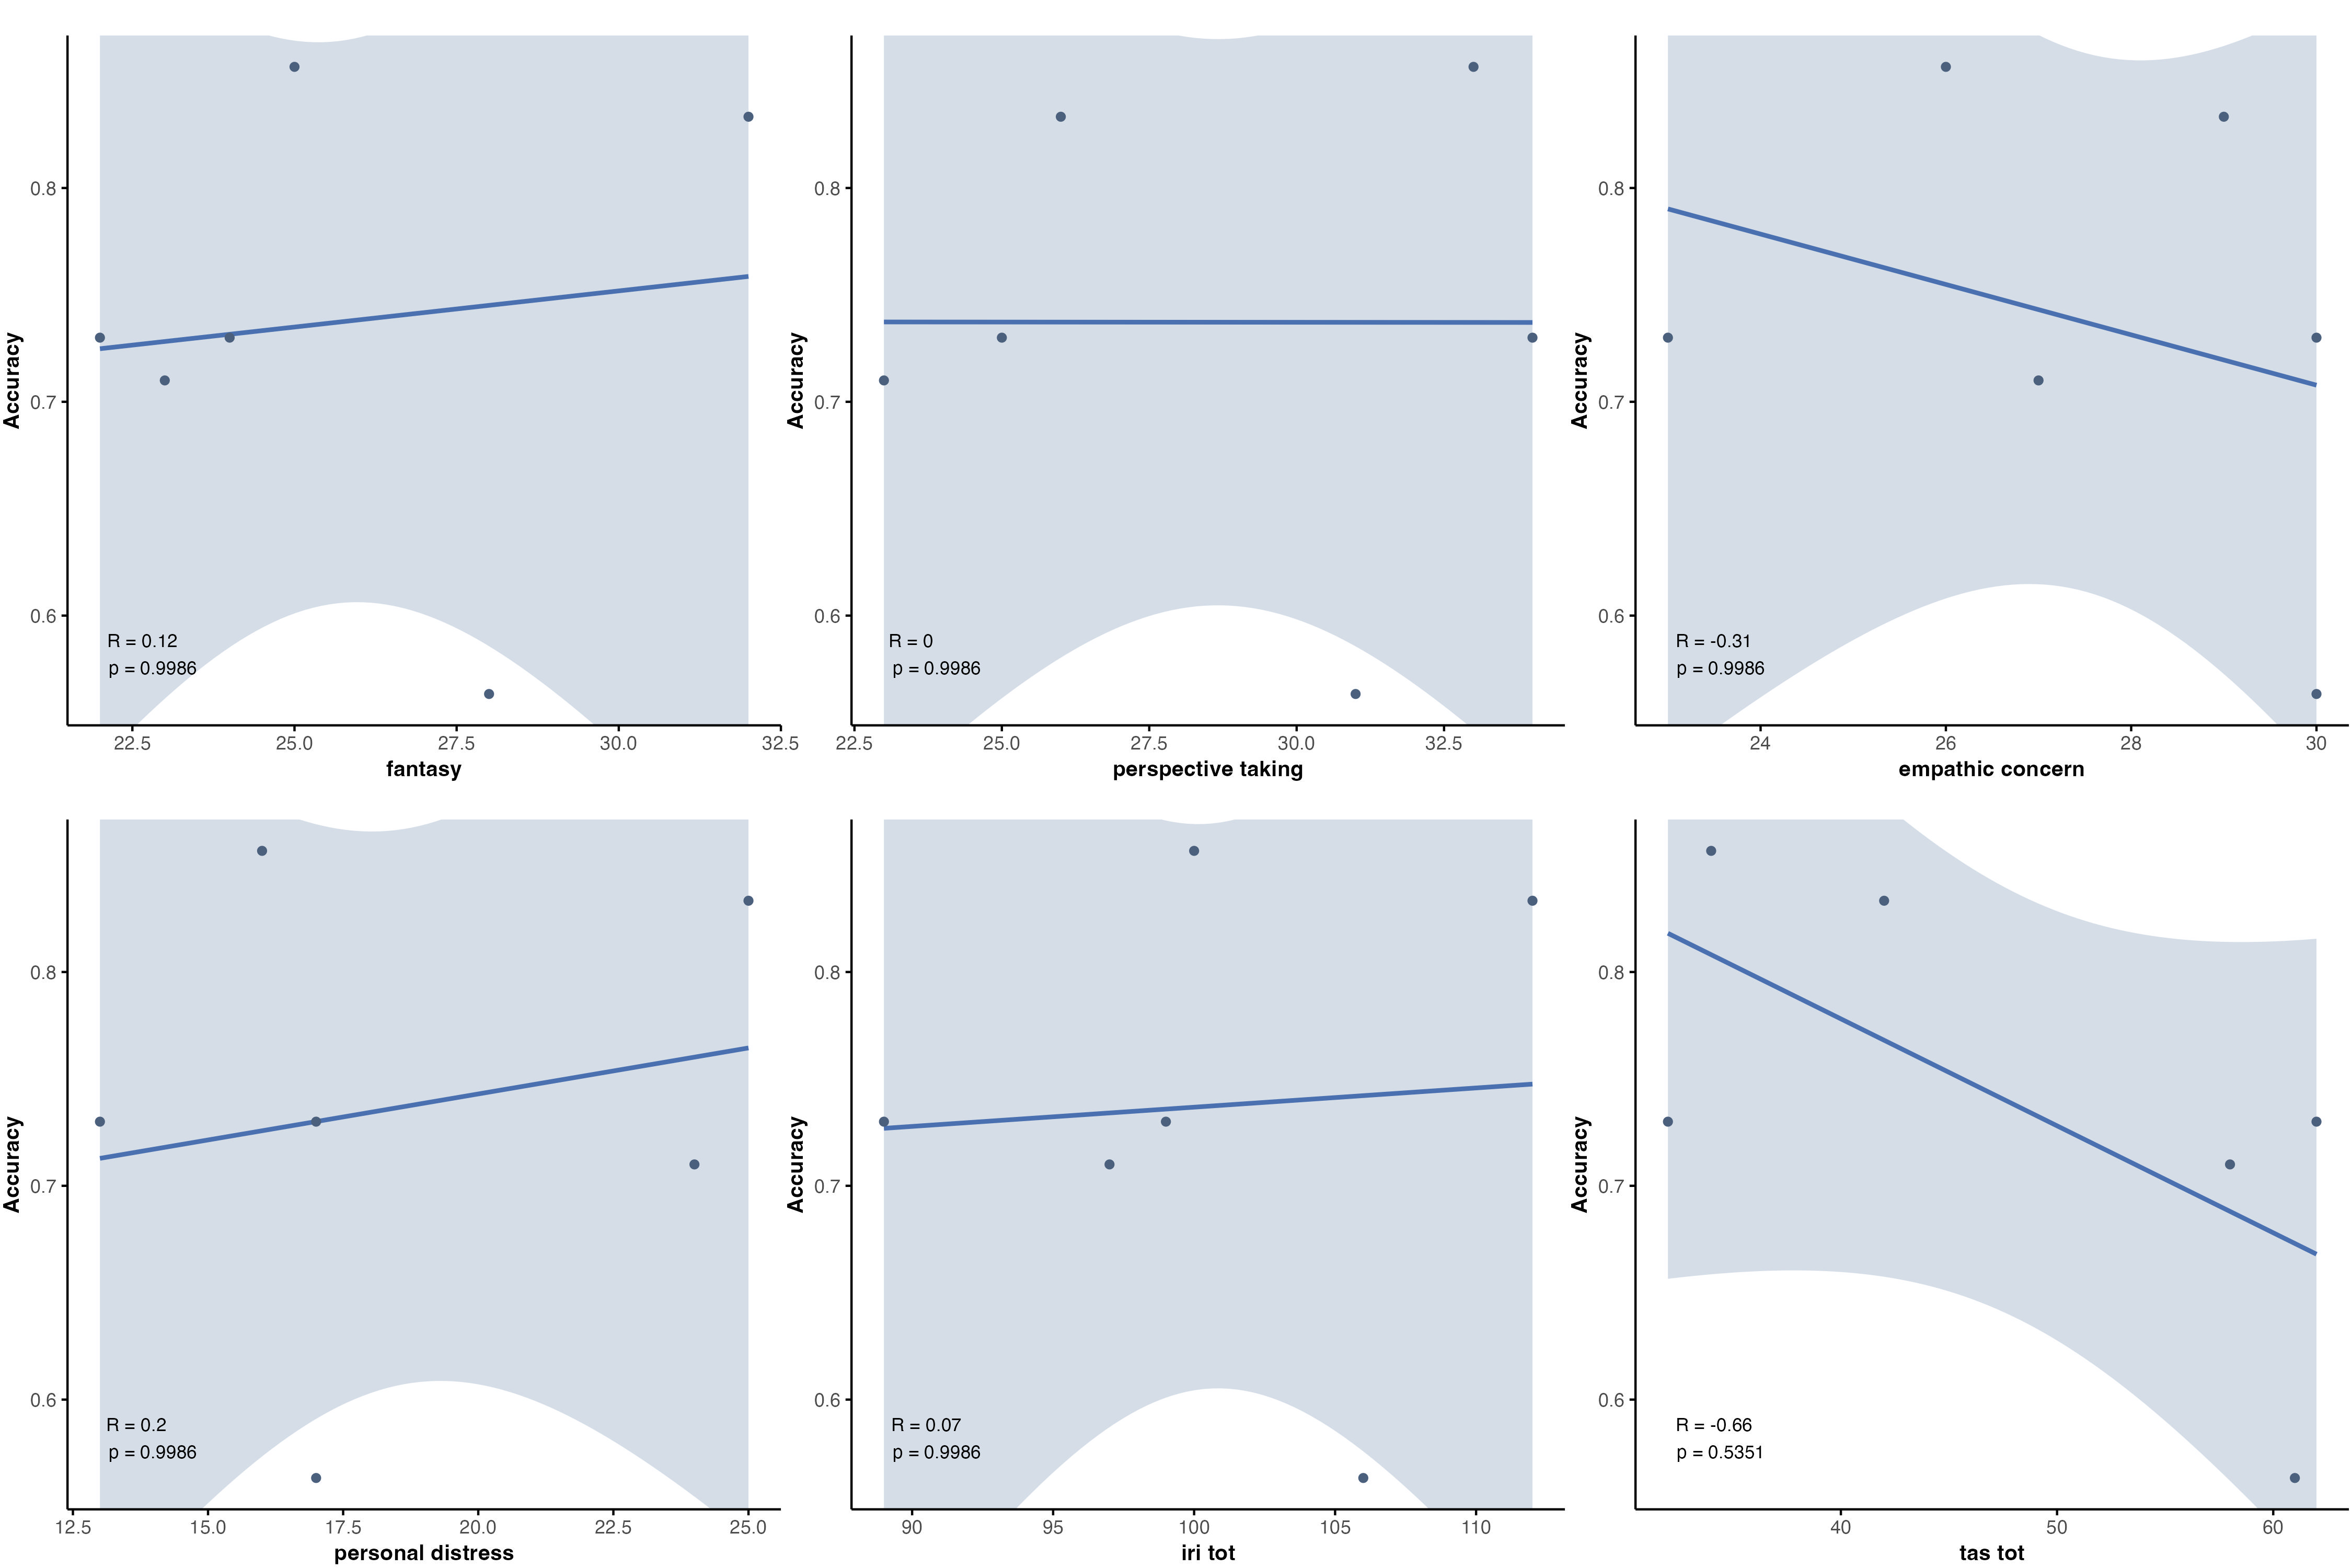 Accuracy
0.8
0.7
0.6
R = 0.12
p = 0.9986
22.5 25.0 27.5 30.0 32.5
fantasy
Accuracy
0.8
0.7
0.6
R = 0
p = 0.9986
22.5 25.0 27.5 30.0 32.5
perspective taking
Accuracy
0.8
0.7
0.6
R = -0.31
p = 0.9986
24 26 28 30
empathic concern
Accuracy
0.8
0.7
0.6
R = 0.2
p = 0.9986
12.5 15.0 17.5 20.0 22.5 25.0
personal distress
Accuracy
0.8
0.7
0.6
R = 0.07
p = 0.9986
90 95 100 105 110
iri tot
Accuracy
0.8
0.7
0.6
R = -0.66
p = 0.5351
40 50 60
tas tot